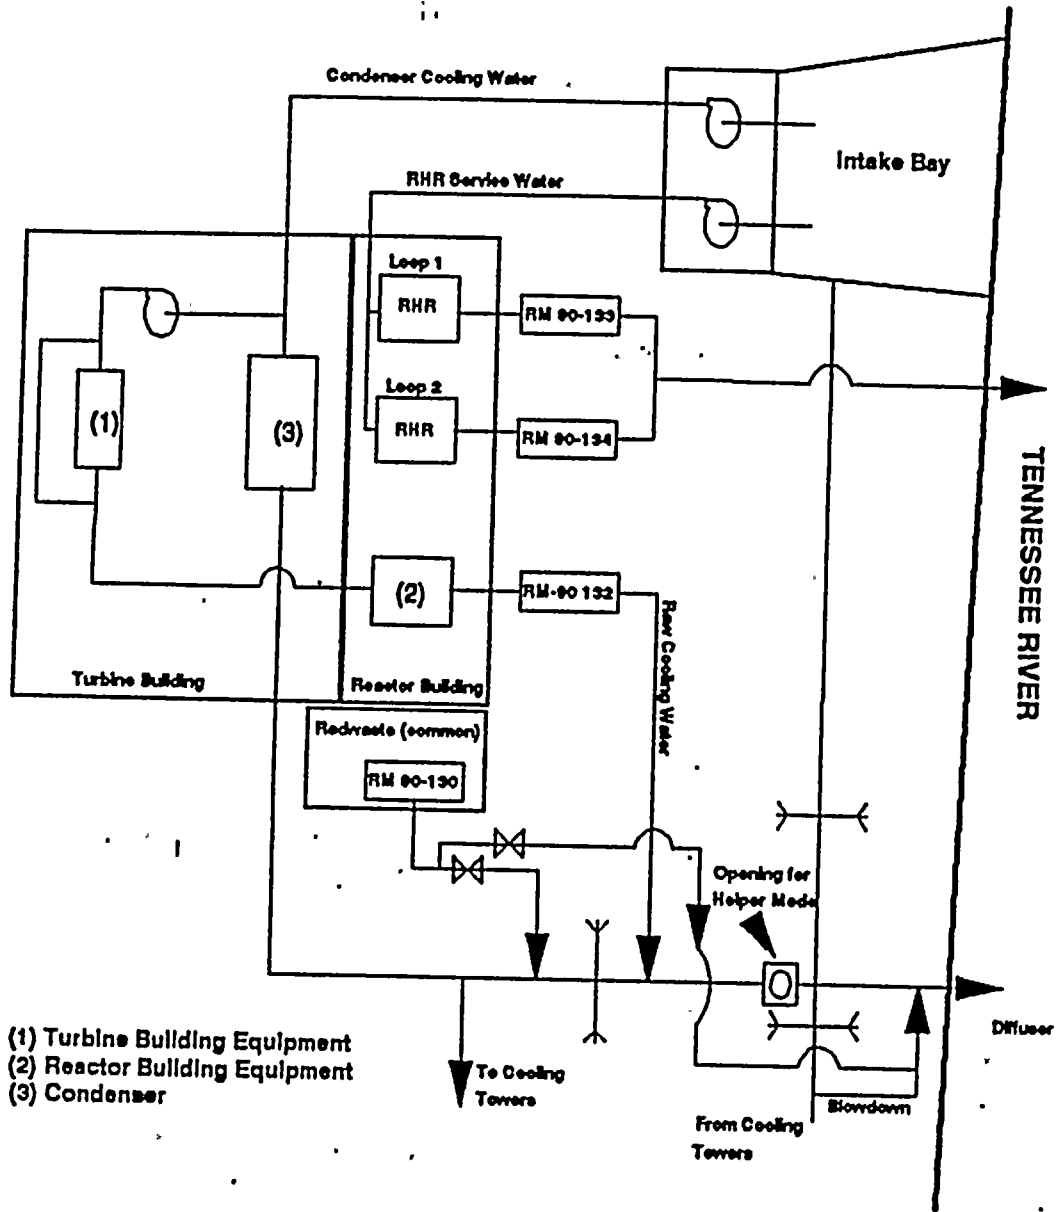 Condenser Cooling Water
Intake Bay
RHR Service Water
Loop 1
RHR
RM 90-133
Loop 2
RHR
RM 90-134
(1)
(3)
TENNESSEE RIVER
(2)
RM-90 132
Raw Cooling Water
Turbine Building
Reactor Building
Radwaste (common)
RM 90-130
Opening for
Helper Mode
Diffuser
(1) Turbine Building Equipment
(2) Reactor Building Equipment
(3) Condenser
To Cooling
Towers
Blowdown
From Cooling
Towers